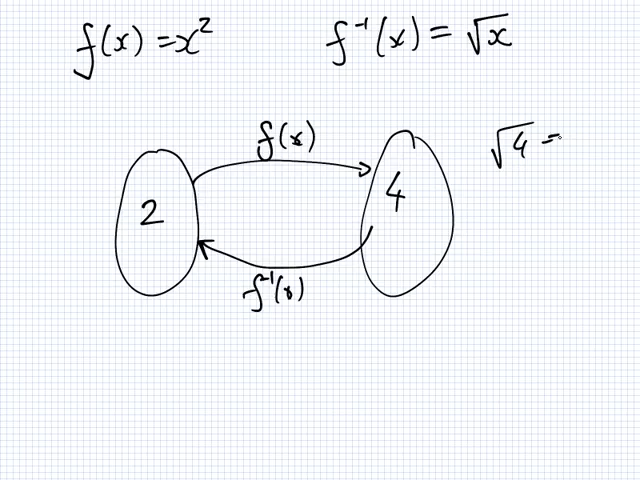 f(x) = x²
f⁻¹(x) = √x
f(x)
√4 =
2
4
f⁻¹(x)